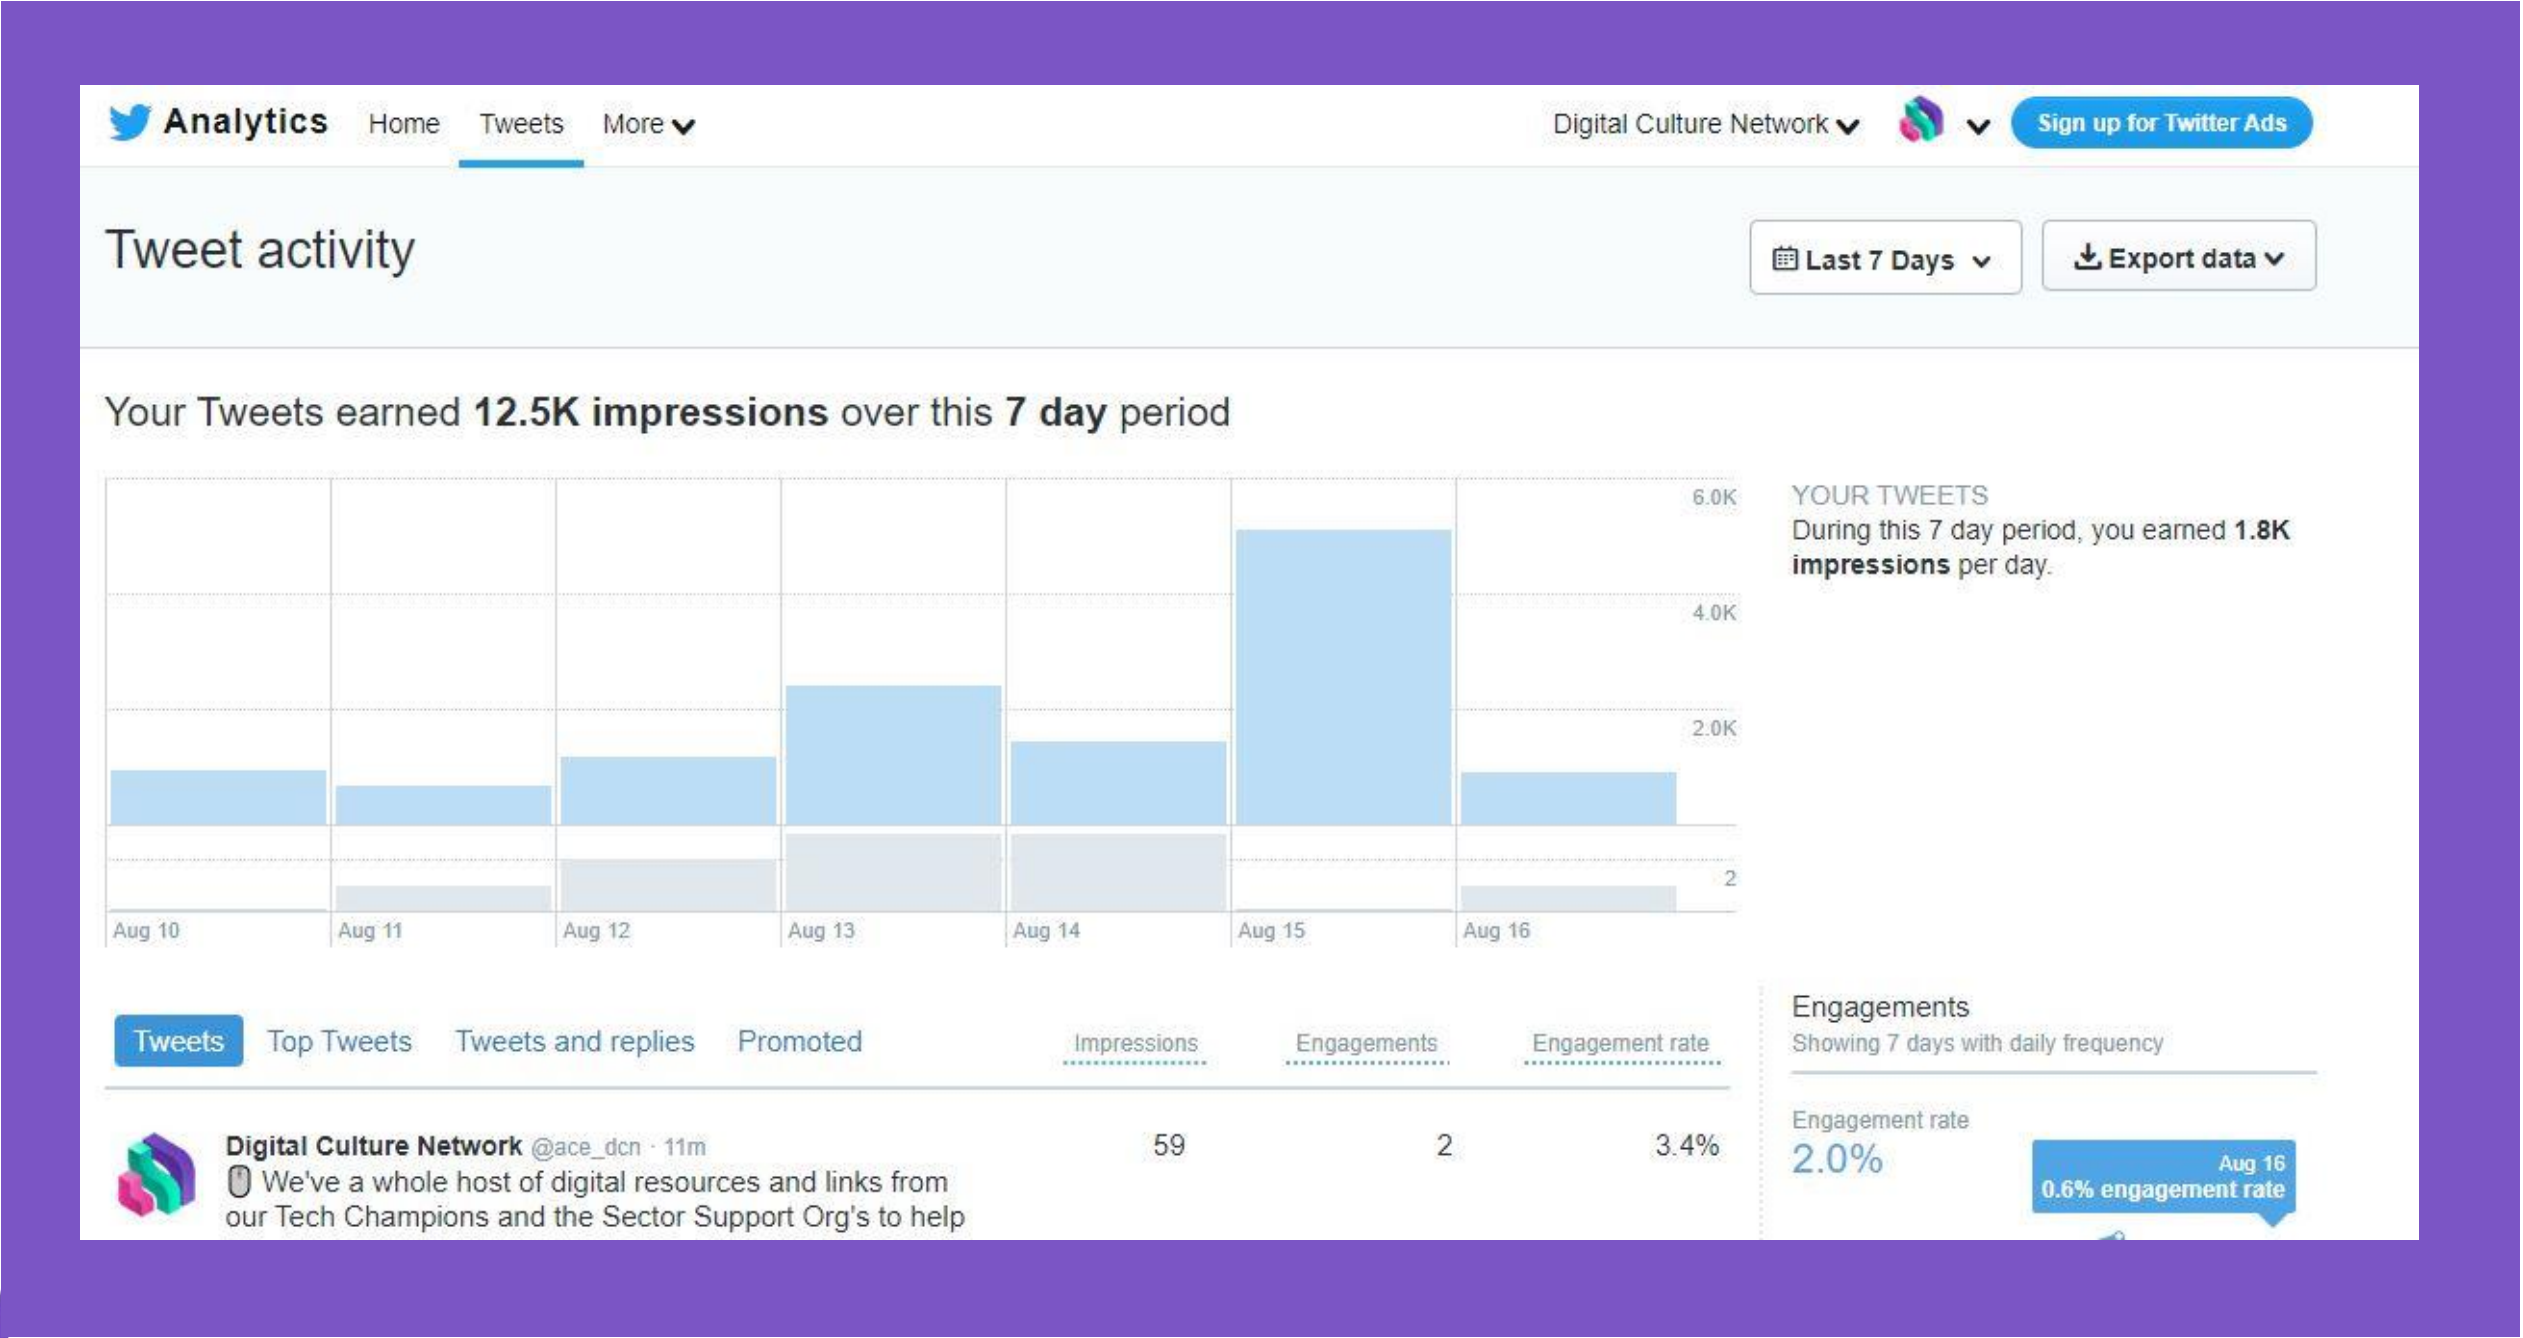 Analytics Home Tweets More Digital Culture Network Sign up for Twitter Ads
Tweet activity
Last 7 Days Export data
Your Tweets earned 12.5K impressions over this 7 day period
6.0K
4.0K
2.0K
2
Aug 10 Aug 11 Aug 12 Aug 13 Aug 14 Aug 15 Aug 16
YOUR TWEETS
During this 7 day period, you earned 1.8K
impressions per day.
Tweets Top Tweets Tweets and replies Promoted Impressions Engagements Engagement rate
Digital Culture Network @ace_dcn · 11m 59 2 3.4%
We've a whole host of digital resources and links from
our Tech Champions and the Sector Support Org's to help
Engagements
Showing 7 days with daily frequency
Engagement rate
2.0%
Aug 16
0.6% engagement rate